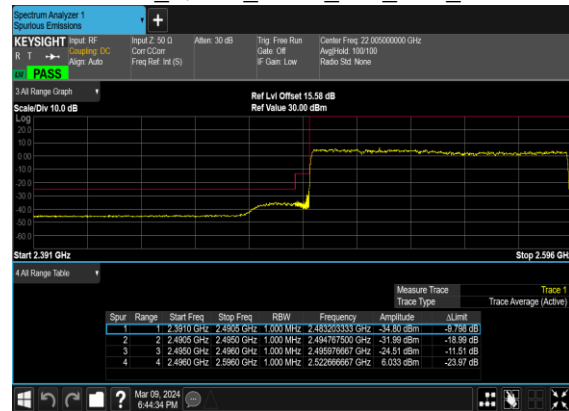 Spectrum Analyzer 1
Spurious Emissions
KEYSIGHT Input: RF Input Z: 50 Ω Atten: 30 dB Trig: Free Run Center Freq: 22.005000000 GHz
R T Coupling: DC Corr CCorr Gate: Off Avg|Hold: 100/100
Align: Auto Freq Ref: Int (S) IF Gain: Low Radio Std: None
PASS
3 All Range Graph
Ref Lvl Offset 15.58 dB
Scale/Div 10.0 dB Ref Value 30.00 dBm
Log
20.0
10.0
0.00
-10.0
-20.0
-30.0
-40.0
-50.0
-60.0
Start 2.391 GHz Stop 2.596 GH
4 All Range Table
Measure Trace Trace 1
Trace Type Trace Average (Active)
Spur Range Start Freq Stop Freq RBW Frequency Amplitude ΔLimit
1 1 2.3910 GHz 2.4905 GHz 1.000 MHz 2.483203333 GHz -34.80 dBm -9.798 dB
2 2 2.4905 GHz 2.4950 GHz 1.000 MHz 2.494767500 GHz -31.99 dBm -18.99 dB
3 3 2.4950 GHz 2.4960 GHz 1.000 MHz 2.495976667 GHz -24.51 dBm -11.51 dB
4 4 2.4960 GHz 2.5960 GHz 1.000 MHz 2.522666667 GHz 6.033 dBm -23.97 dB
? Mar 09, 2024
6:44:34 PM